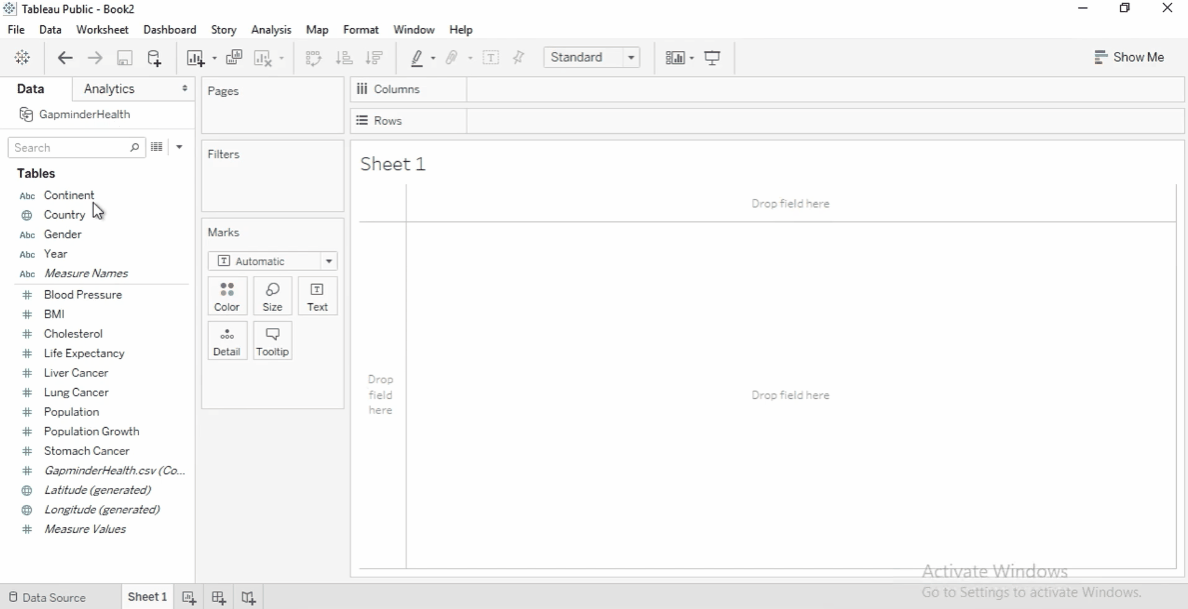 Tableau Public - Book2
File Data Worksheet Dashboard Story Analysis Map Format Window Help
Standard
Show Me
Data Analytics
GapminderHealth
Search
Tables
Abc Continent
Country
Abc Gender
Abc Year
Abc Measure Names
# Blood Pressure
# BMI
# Cholesterol
# Life Expectancy
# Liver Cancer
# Lung Cancer
# Population
# Population Growth
# Stomach Cancer
# GapminderHealth.csv (Co...
Latitude (generated)
Longitude (generated)
# Measure Values
Pages
Filters
Marks
T Automatic
Color Size Text
Detail Tooltip
Columns
Rows
Sheet 1
Drop field here
Drop
field
here
Drop field here
Activate Windows
Go to Settings to activate Windows.
Data Source Sheet 1